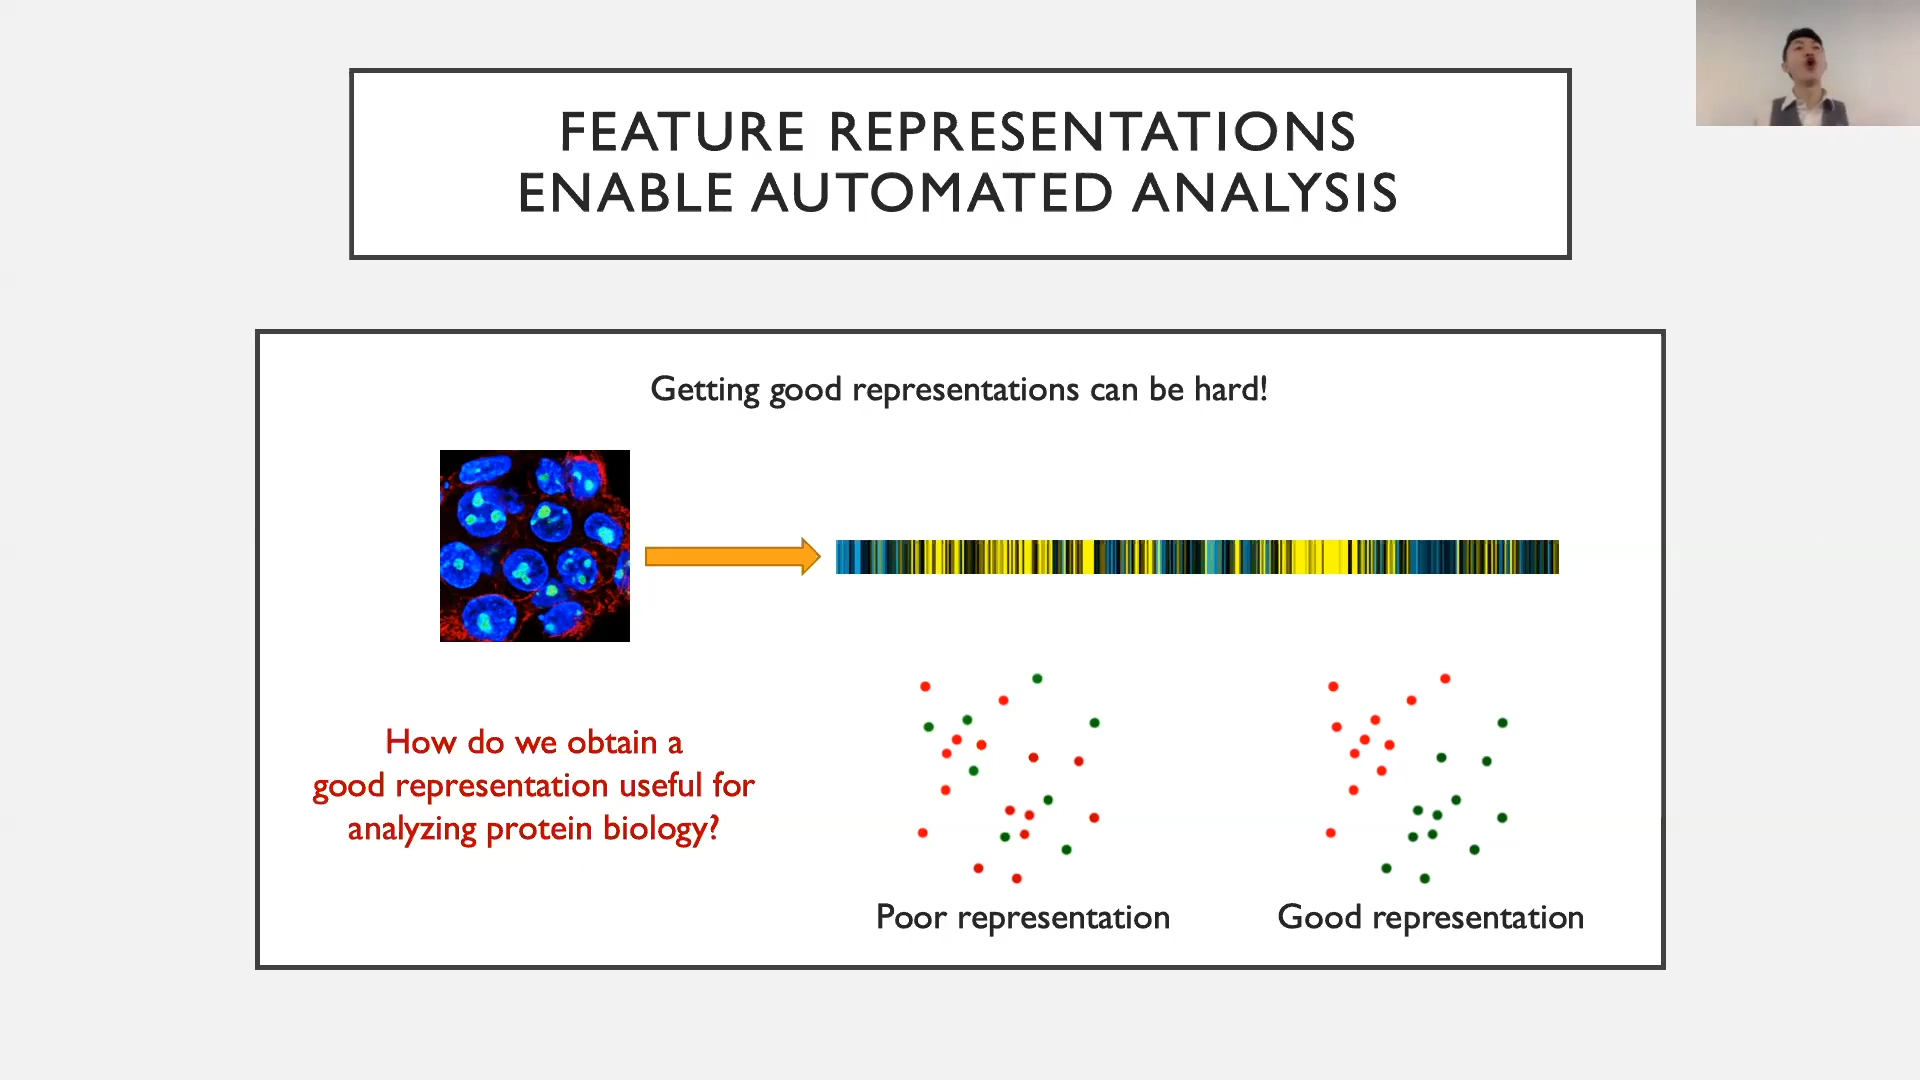 FEATURE REPRESENTATIONS
ENABLE AUTOMATED ANALYSIS
Getting good representations can be hard!
How do we obtain a
good representation useful for
analyzing protein biology?
Poor representation
Good representation